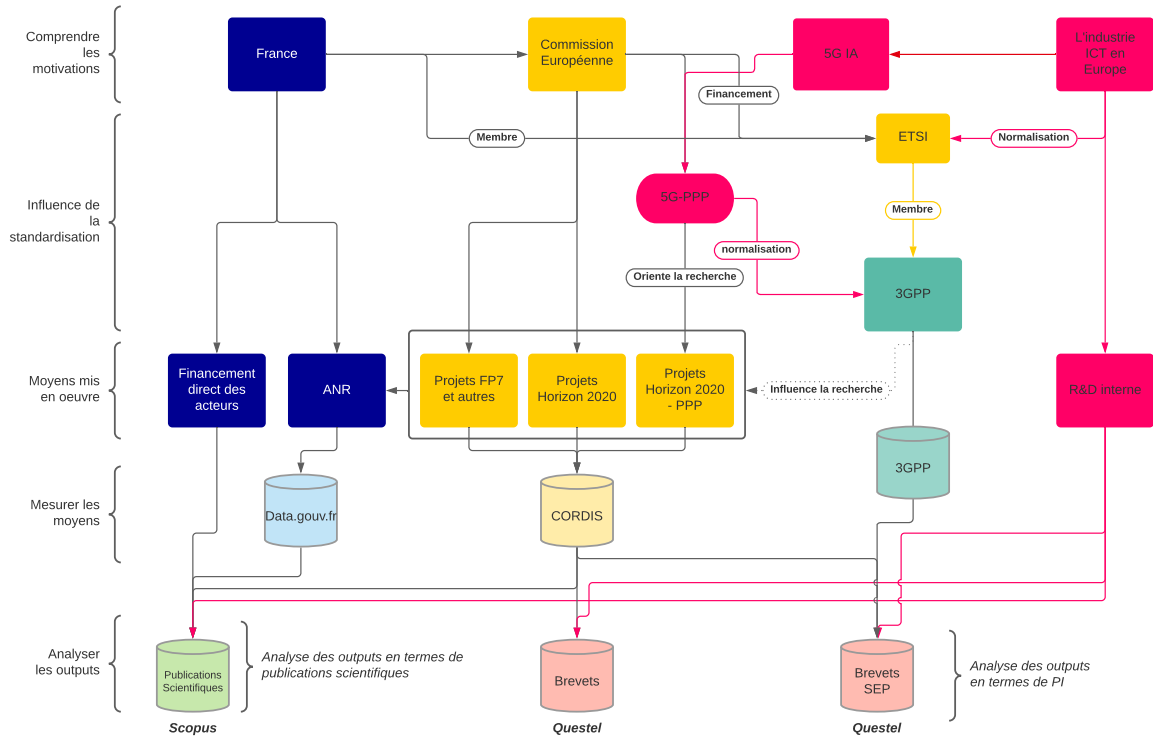 Comprendre
les
motivations
France
Commission
Européenne
5G IA
L'industrie
ICT en
Europe
Financement
Membre
ETSI
Normalisation
Influence de
la
standardisation
5G-PPP
Membre
normalisation
Oriente la recherche
3GPP
Moyens mis
en oeuvre
Financement
direct des
acteurs
ANR
Projets FP7
et autres
Projets
Horizon 2020
Projets
Horizon 2020
- PPP
Influence la recherche
R&D interne
Mesurer les
moyens
Data.gouv.fr
CORDIS
3GPP
Analyser
les outputs
Publications
Scientifiques
Analyse des outputs en termes de
publications scientifiques
Brevets
Brevets
SEP
Analyse des outputs
en termes de PI
Scopus
Questel
Questel